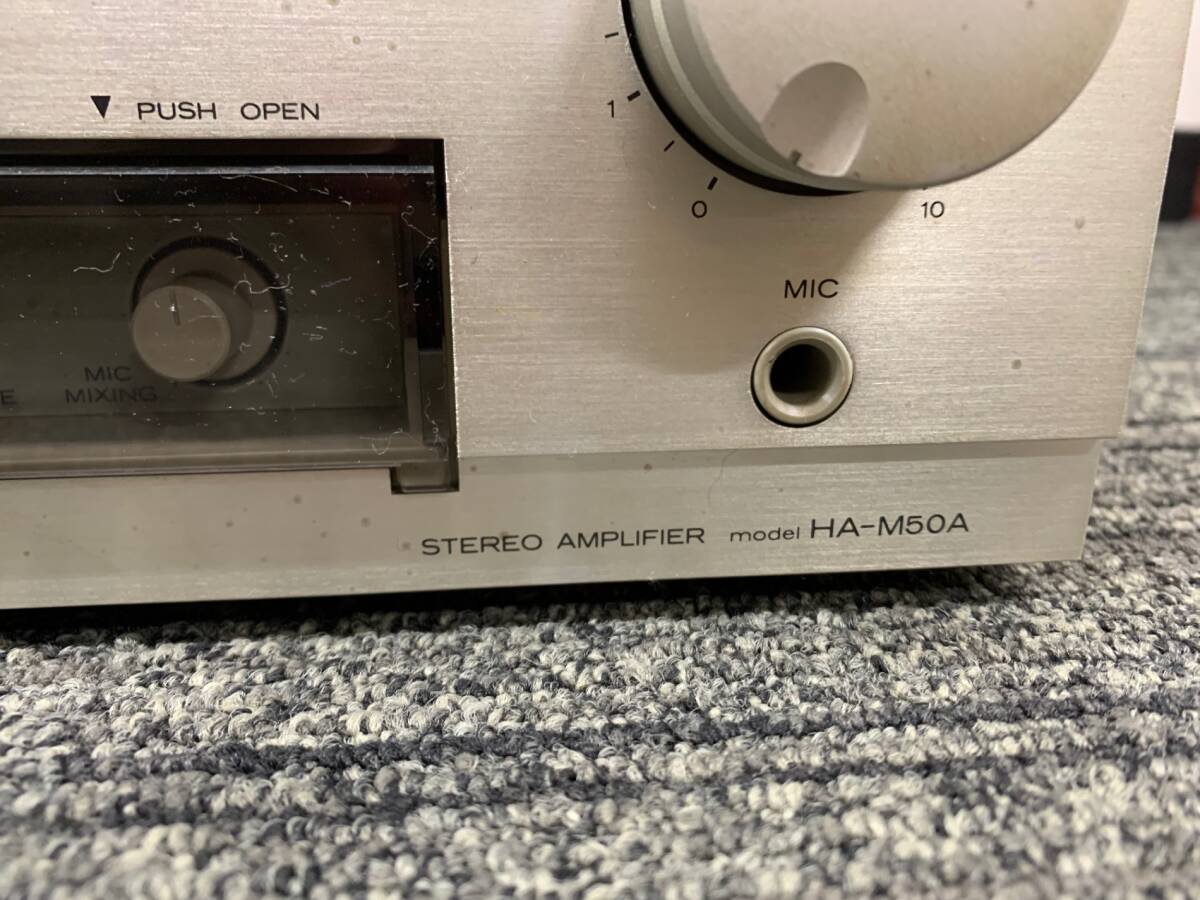 ▼ PUSH OPEN
1
0
10
MIC
MIC
MIXING
E
STEREO AMPLIFIER model HA-M50A